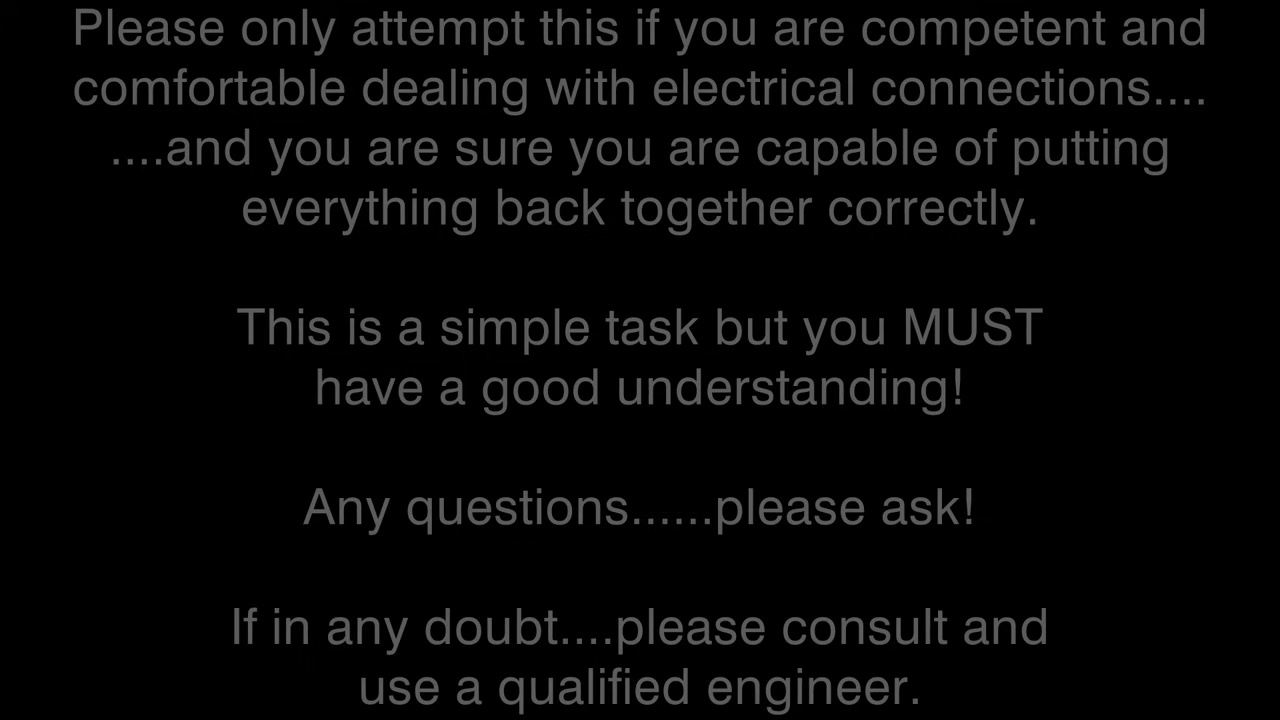 Please only attempt this if you are competent and
comfortable dealing with electrical connections....
....and you are sure you are capable of putting
everything back together correctly.
This is a simple task but you MUST
have a good understanding!
Any questions......please ask!
If in any doubt....please consult and
use a qualified engineer.